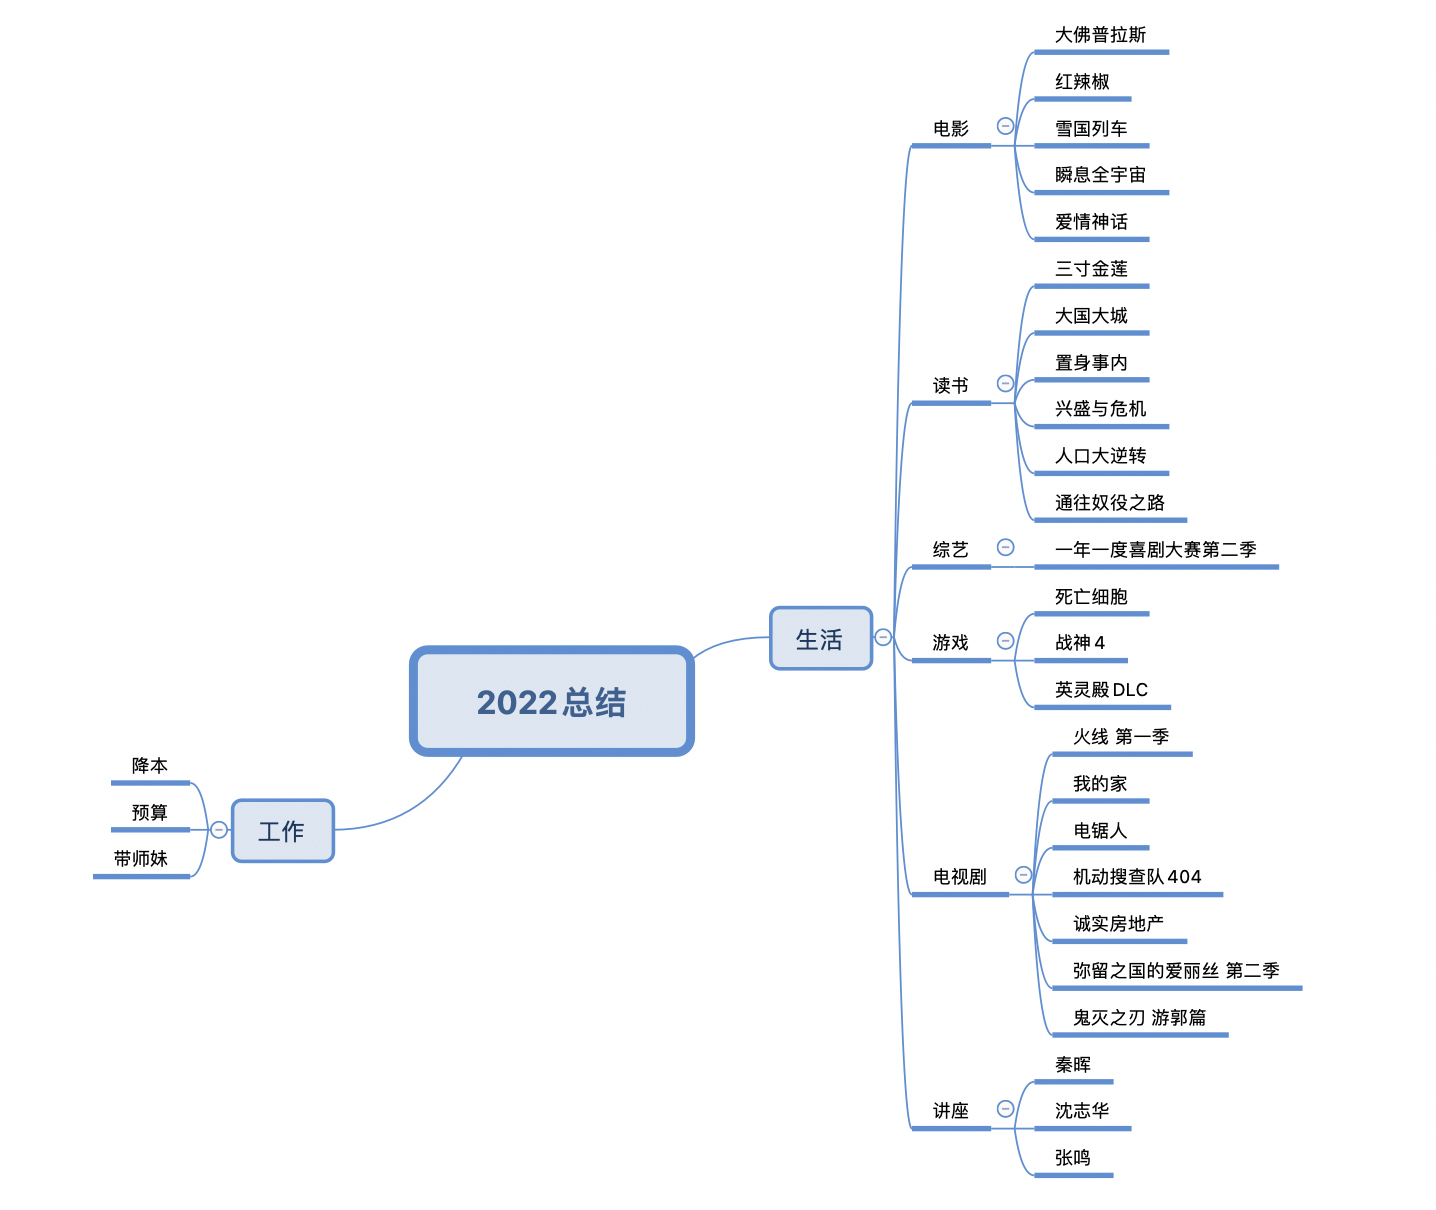 2022 总结
生活
电影
大佛普拉斯
红辣椒
雪国列车
瞬息全宇宙
爱情神话
读书
三寸金莲
大国大城
置身事内
兴盛与危机
人口大逆转
通往奴役之路
综艺
一年一度喜剧大赛第二季
游戏
死亡细胞
战神 4
英灵殿 DLC
电视剧
火线 第一季
我的家
电锯人
机动搜查队404
诚实房地产
弥留之国的爱丽丝 第二季
鬼灭之刃 游郭篇
讲座
秦晖
沈志华
张鸣
工作
降本
预算
带师妹